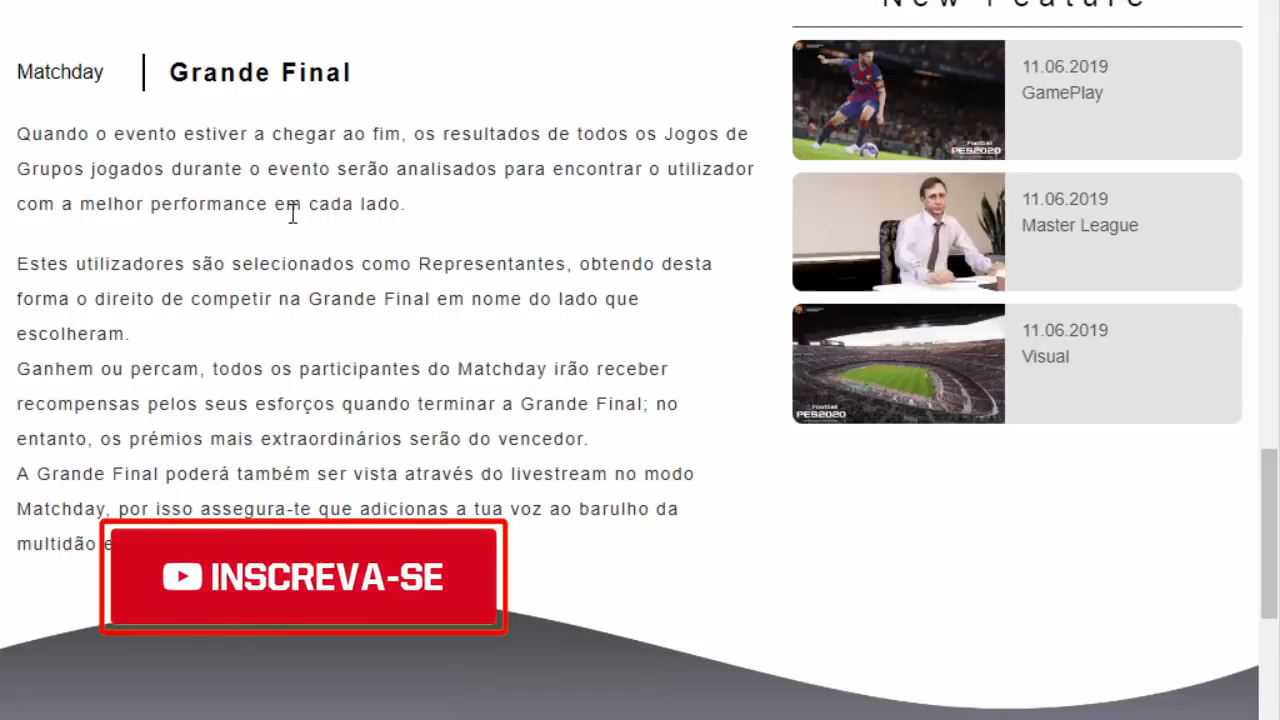 New Feature
Matchday
Grande Final
Quando o evento estiver a chegar ao fim, os resultados de todos os Jogos de
Grupos jogados durante o evento serão analisados para encontrar o utilizador
com a melhor performance em cada lado.
Estes utilizadores são selecionados como Representantes, obtendo desta
forma o direito de competir na Grande Final em nome do lado que
escolheram.
Ganhem ou percam, todos os participantes do Matchday irão receber
recompensas pelos seus esforços quando terminar a Grande Final; no
entanto, os prémios mais extraordinários serão do vencedor.
A Grande Final poderá também ser vista através do livestream no modo
Matchday, por isso assegura-te que adicionas a tua voz ao barulho da
multidão
INSCREVA-SE
11.06.2019
GamePlay
Football
PES2020
11.06.2019
Master League
11.06.2019
Visual
Football
PES2020